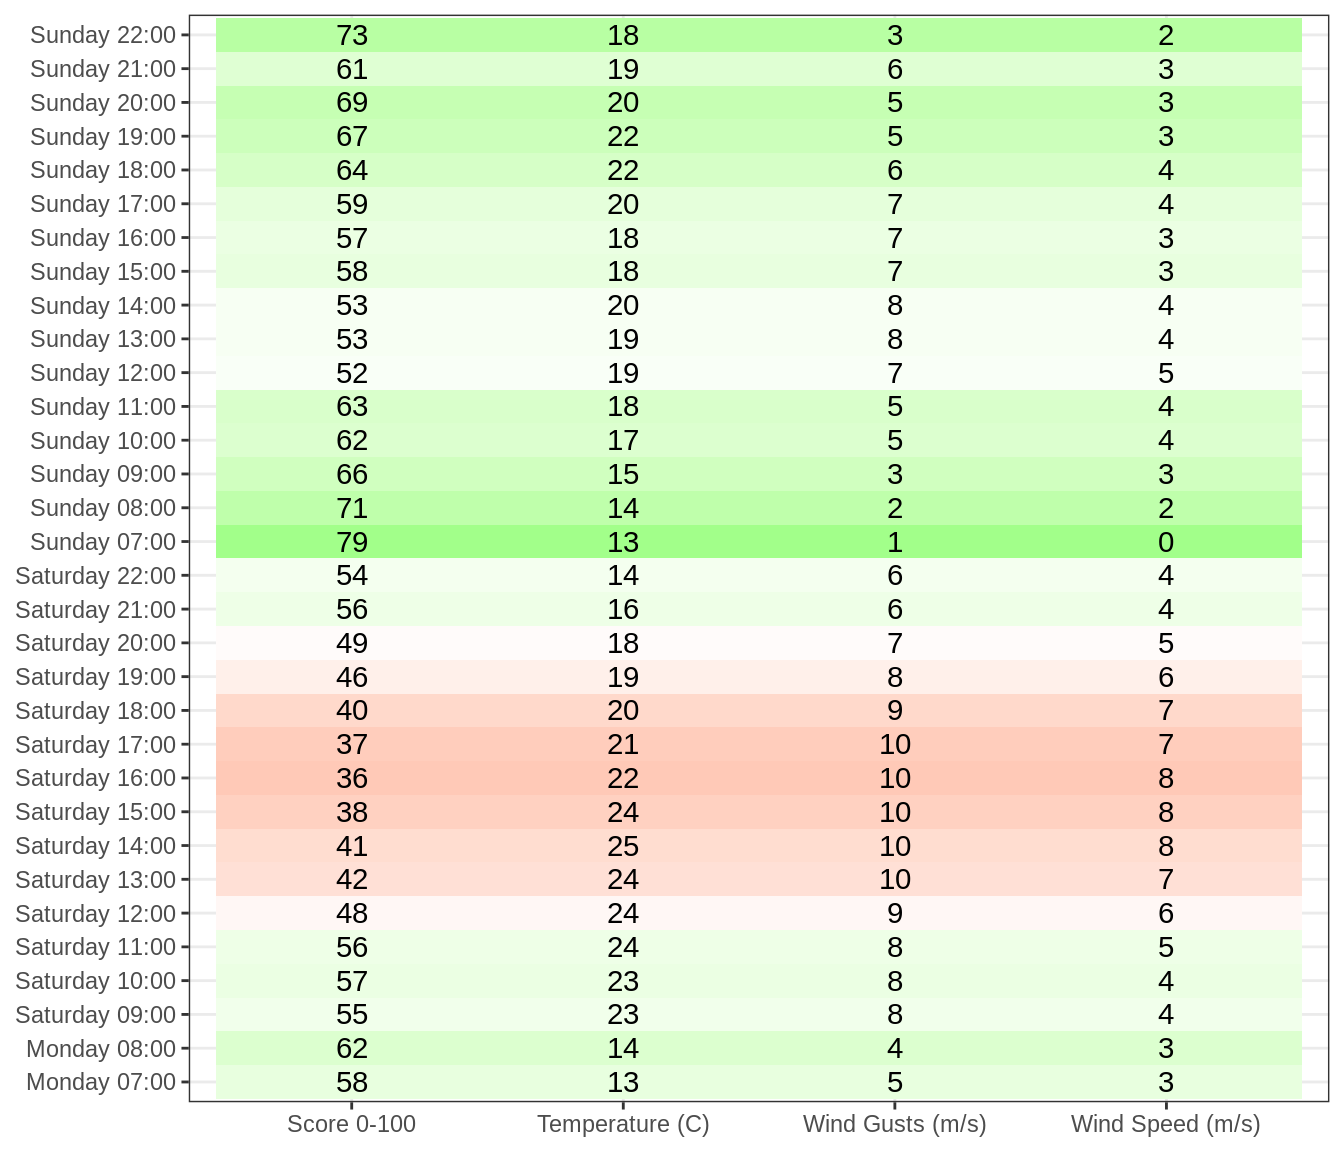 Sunday 22:00 73 18 3 2
Sunday 21:00 61 19 6 3
Sunday 20:00 69 20 5 3
Sunday 19:00 67 22 5 3
Sunday 18:00 64 22 6 4
Sunday 17:00 59 20 7 4
Sunday 16:00 57 18 7 3
Sunday 15:00 58 18 7 3
Sunday 14:00 53 20 8 4
Sunday 13:00 53 19 8 4
Sunday 12:00 52 19 7 5
Sunday 11:00 63 18 5 4
Sunday 10:00 62 17 5 4
Sunday 09:00 66 15 3 3
Sunday 08:00 71 14 2 2
Sunday 07:00 79 13 1 0
Saturday 22:00 54 14 6 4
Saturday 21:00 56 16 6 4
Saturday 20:00 49 18 7 5
Saturday 19:00 46 19 8 6
Saturday 18:00 40 20 9 7
Saturday 17:00 37 21 10 7
Saturday 16:00 36 22 10 8
Saturday 15:00 38 24 10 8
Saturday 14:00 41 25 10 8
Saturday 13:00 42 24 10 7
Saturday 12:00 48 24 9 6
Saturday 11:00 56 24 8 5
Saturday 10:00 57 23 8 4
Saturday 09:00 55 23 8 4
Monday 08:00 62 14 4 3
Monday 07:00 58 13 5 3
Score 0-100 Temperature (C) Wind Gusts (m/s) Wind Speed (m/s)